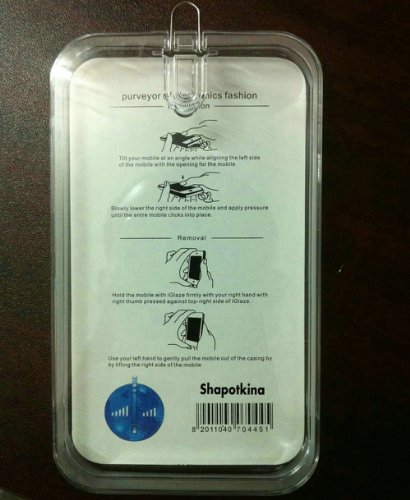 purveyor of electronics fashion
Tilt your mobile at an angle while aligning the left side
of the mobile with the opening for the mobile
Slowly lower the right side of the mobile and apply pressure
until the entire mobile clicks into place.
Removal
Hold the mobile with iGlaze firmly with your right hand with
right thumb pressed against top right side of iGlaze
Use your left hand to gently pull the mobile out of the casing by
by lifting the right side of the mobile
Shapotkina
8 2011040 704451